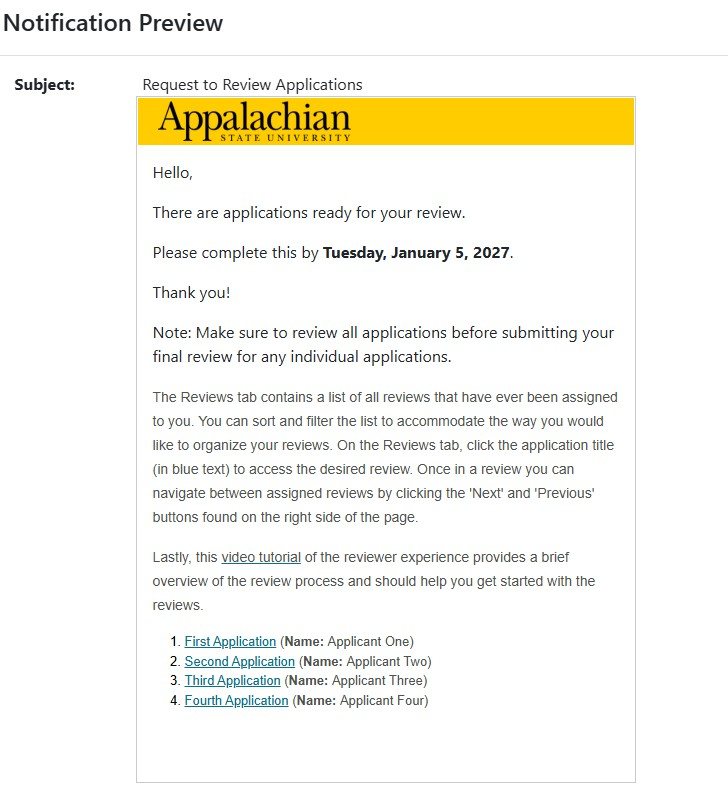 Notification Preview
Subject: Request to Review Applications
Appalachian
STATE UNIVERSITY
Hello,
There are applications ready for your review.
Please complete this by Tuesday, January 5, 2027.
Thank you!
Note: Make sure to review all applications before submitting your
final review for any individual applications.
The Reviews tab contains a list of all reviews that have ever been assigned
to you. You can sort and filter the list to accommodate the way you would
like to organize your reviews. On the Reviews tab, click the application title
(in blue text) to access the desired review. Once in a review you can
navigate between assigned reviews by clicking the 'Next' and 'Previous'
buttons found on the right side of the page.
Lastly, this video tutorial of the reviewer experience provides a brief
overview of the review process and should help you get started with the
reviews.
1. First Application (Name: Applicant One)
2. Second Application (Name: Applicant Two)
3. Third Application (Name: Applicant Three)
4. Fourth Application (Name: Applicant Four)